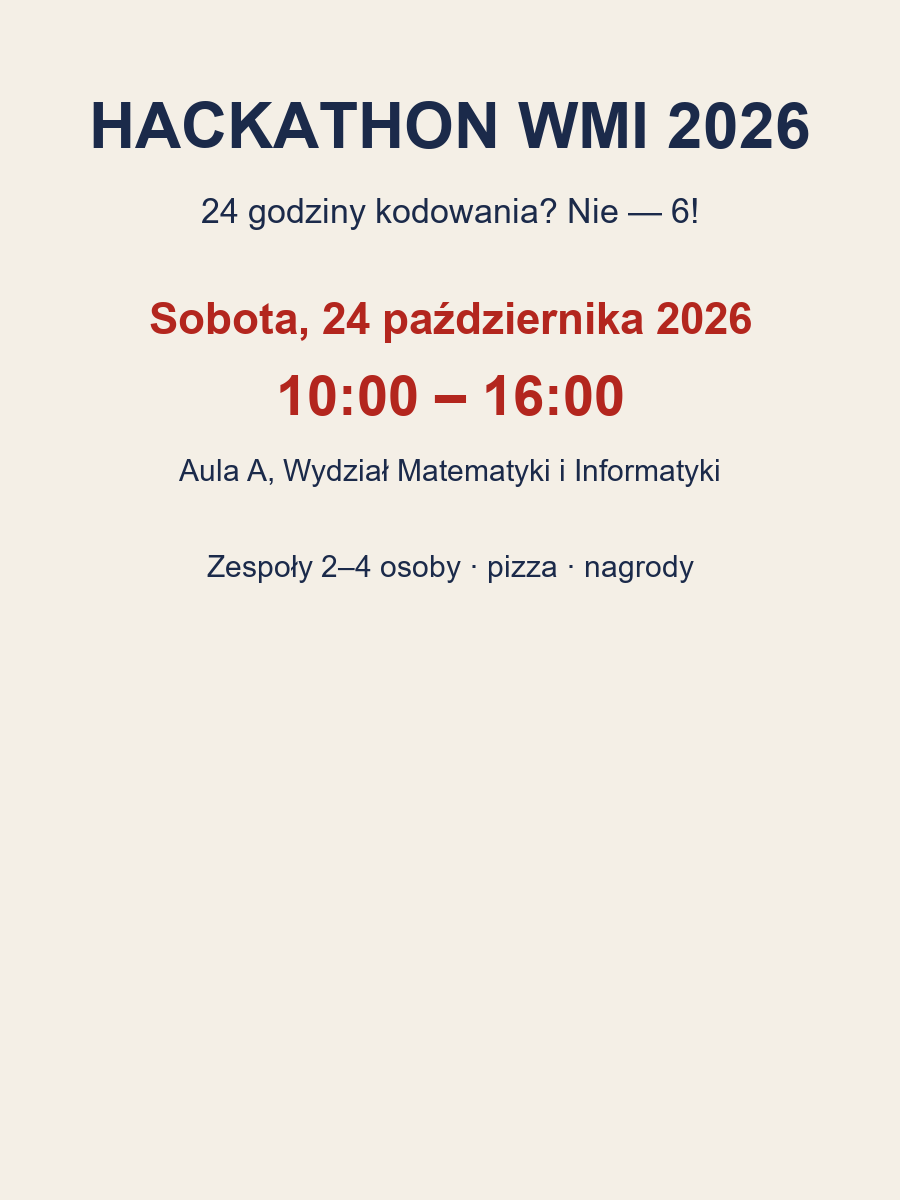 HACKATHON WMI 2026
24 godziny kodowania? Nie — 6!
Sobota, 24 października 2026
10:00 – 16:00
Aula A, Wydział Matematyki i Informatyki
Zespoły 2–4 osoby · pizza · nagrody